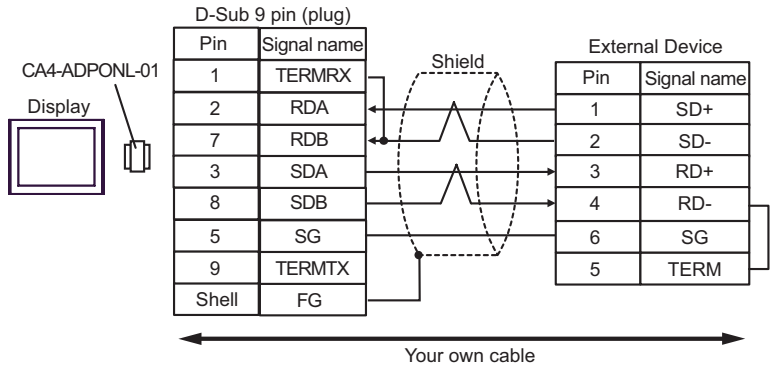 D-Sub 9 pin (plug)
Pin Signal name
1 TERMRX
2 RDA
7 RDB
3 SDA
8 SDB
5 SG
9 TERMTX
Shell FG
CA4-ADPONL-01
Display
Shield
External Device
Pin Signal name
1 SD+
2 SD-
3 RD+
4 RD-
6 SG
5 TERM
Your own cable